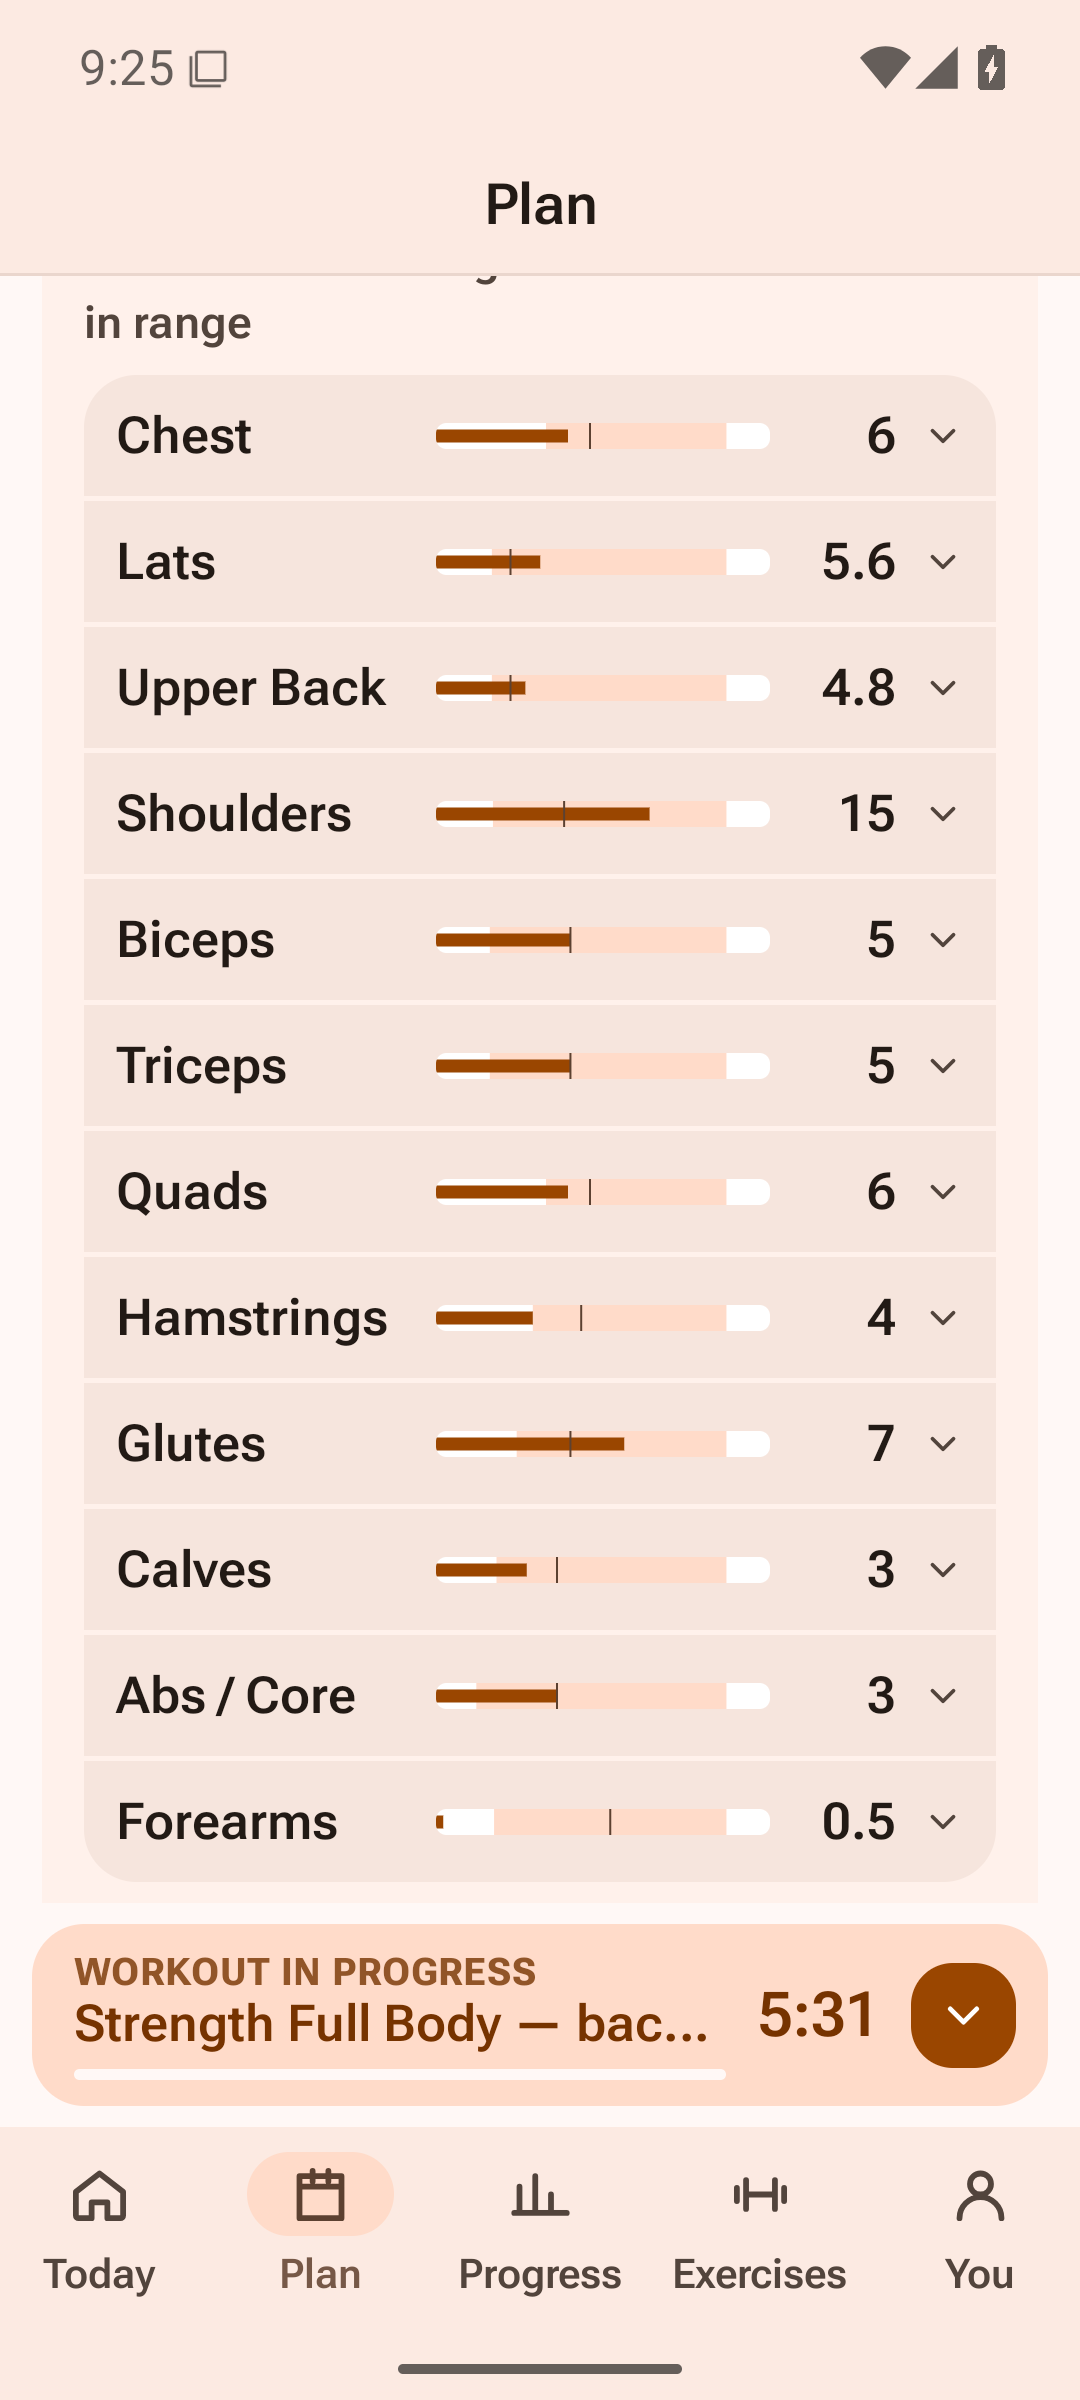 9:25
Plan
in range
Chest 6
Lats 5.6
Upper Back 4.8
Shoulders 15
Biceps 5
Triceps 5
Quads 6
Hamstrings 4
Glutes 7
Calves 3
Abs / Core 3
Forearms 0.5
WORKOUT IN PROGRESS
Strength Full Body — bac... 5:31
Today Plan Progress Exercises You